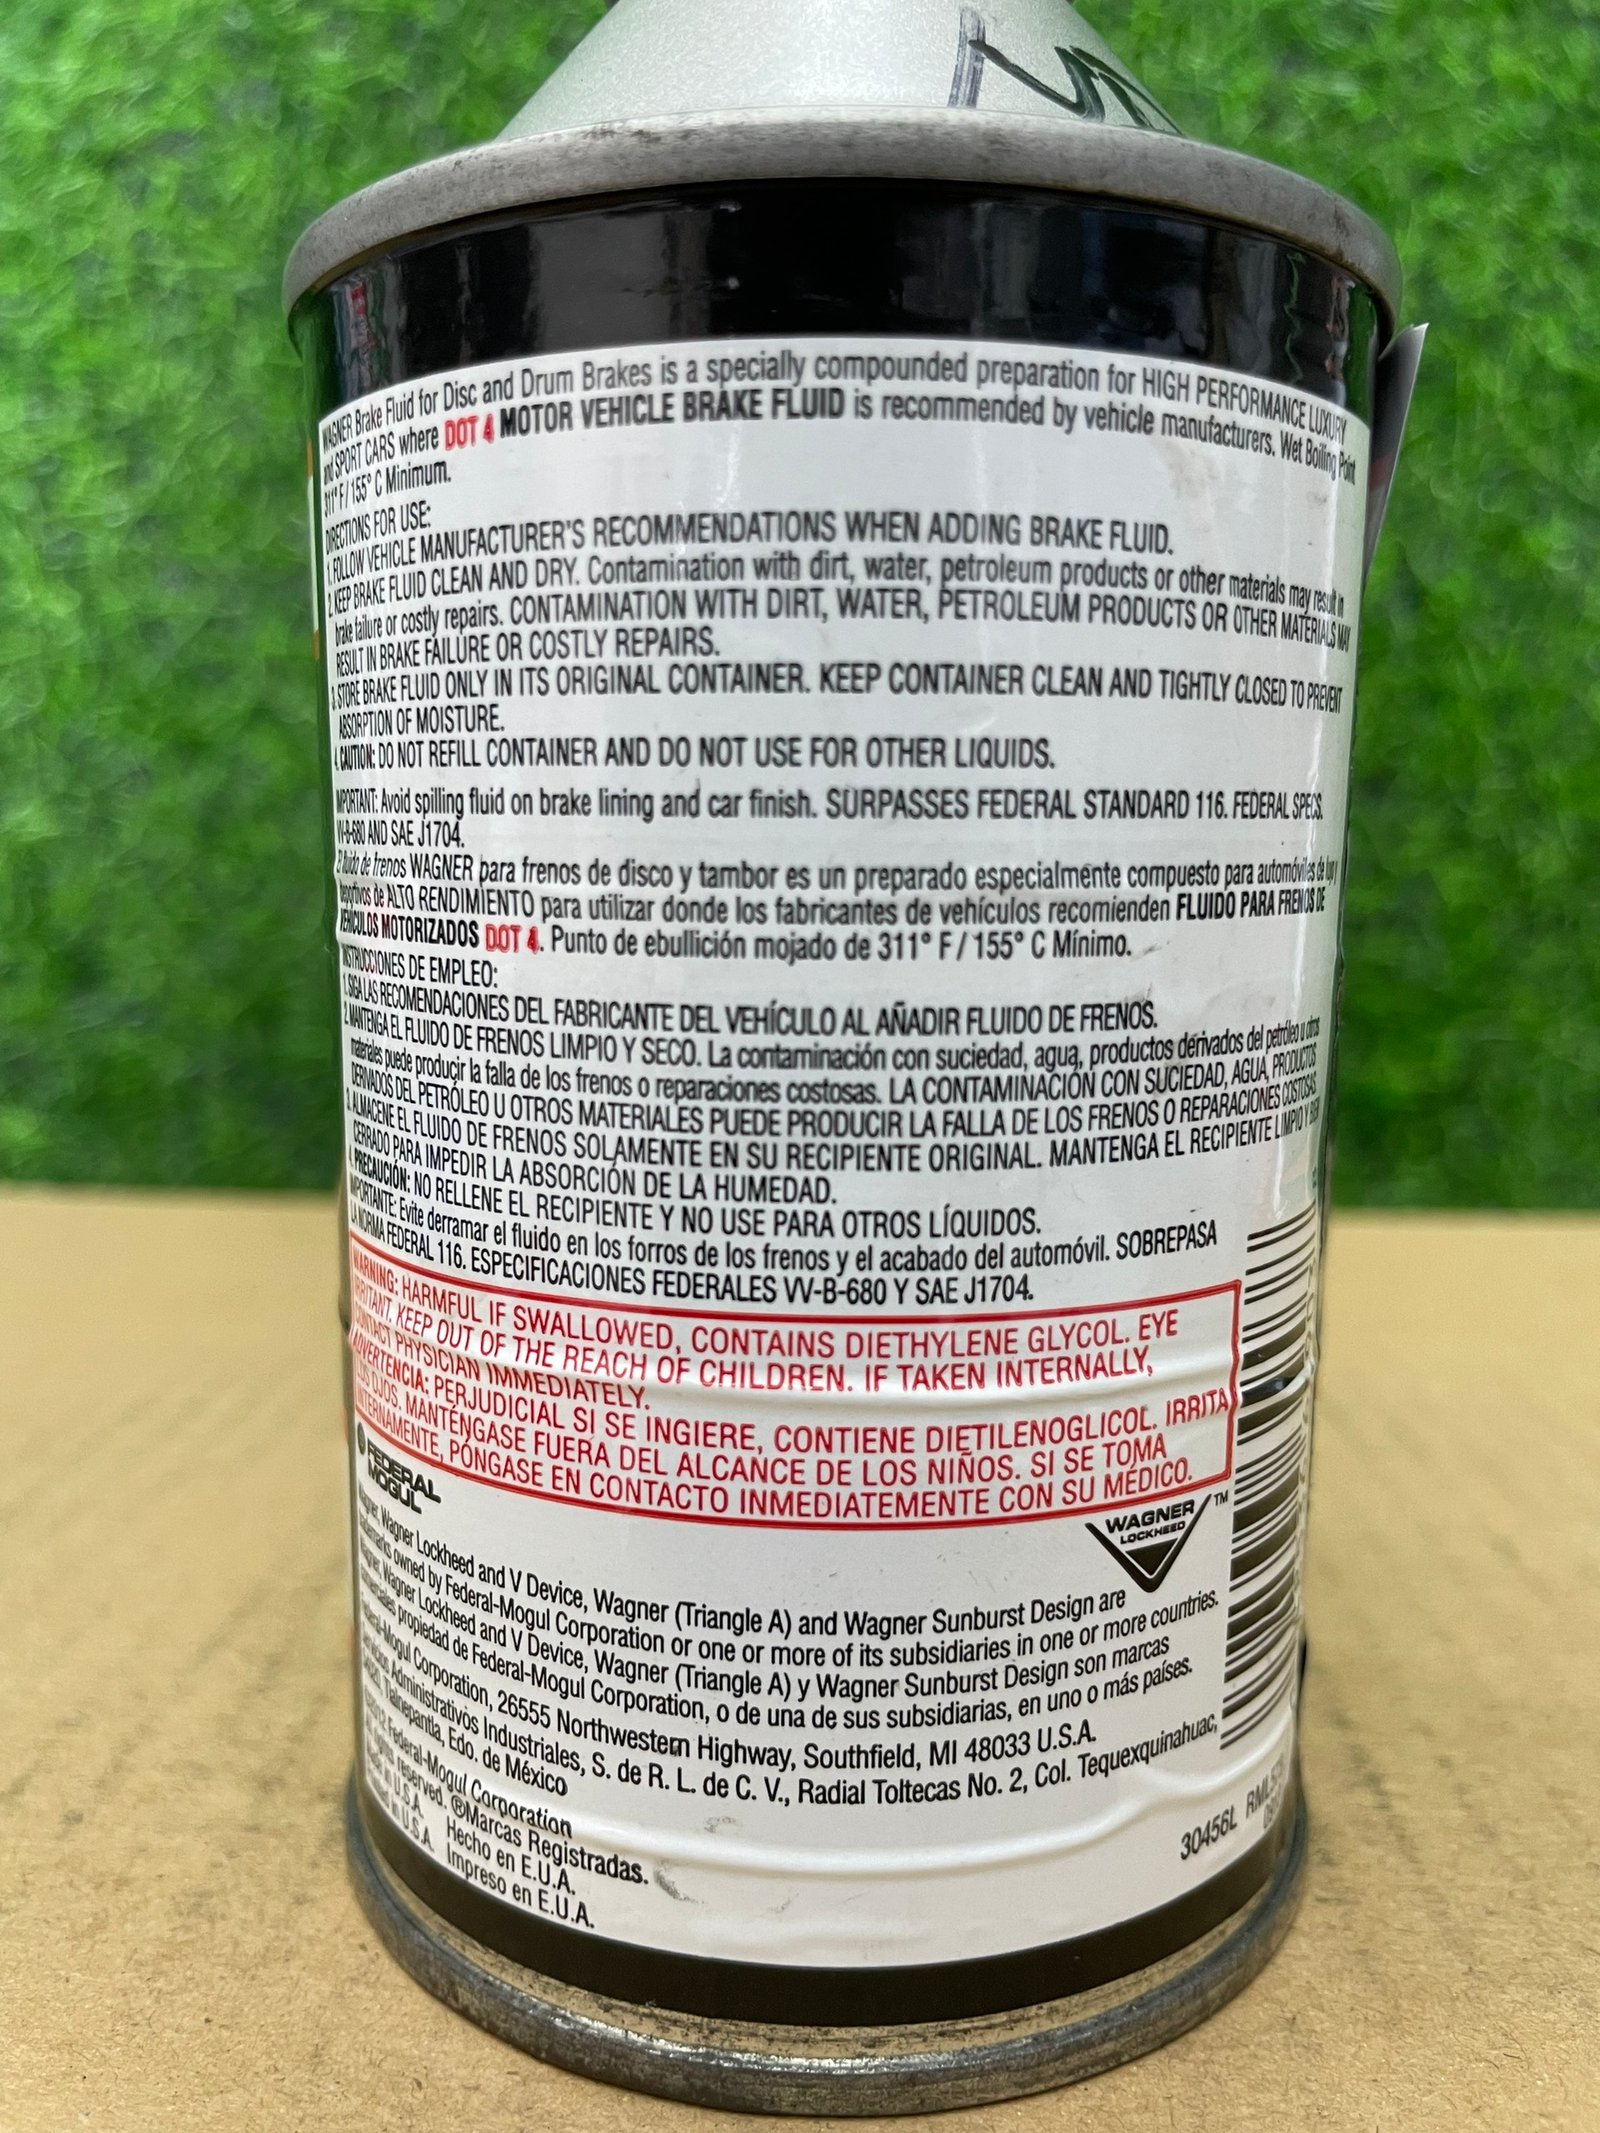 WAGNER Brake Fluid for Disc and Drum Brakes is a specially compounded preparation for HIGH PERFORMANCE LUXURY
and SPORT CARS where DOT 4 MOTOR VEHICLE BRAKE FLUID is recommended by vehicle manufacturers. Wet Boiling Point
311° F / 155° C Minimum.
DIRECTIONS FOR USE:
1. FOLLOW VEHICLE MANUFACTURER'S RECOMMENDATIONS WHEN ADDING BRAKE FLUID.
2. KEEP BRAKE FLUID CLEAN AND DRY. Contamination with dirt, water, petroleum products or other materials may result in
brake failure or costly repairs. CONTAMINATION WITH DIRT, WATER, PETROLEUM PRODUCTS OR OTHER MATERIALS MAY
RESULT IN BRAKE FAILURE OR COSTLY REPAIRS.
3. STORE BRAKE FLUID ONLY IN ITS ORIGINAL CONTAINER. KEEP CONTAINER CLEAN AND TIGHTLY CLOSED TO PREVENT
ABSORPTION OF MOISTURE.
4. CAUTION: DO NOT REFILL CONTAINER AND DO NOT USE FOR OTHER LIQUIDS.
IMPORTANT: Avoid spilling fluid on brake lining and car finish. SURPASSES FEDERAL STANDARD 116. FEDERAL SPECS.
VV-B-680 AND SAE J1704.
El fluido de frenos WAGNER para frenos de disco y tambor es un preparado especialmente compuesto para automóviles de lujo y
deportivos de ALTO RENDIMIENTO para utilizar donde los fabricantes de vehículos recomienden FLUIDO PARA FRENOS DE
VEHÍCULOS MOTORIZADOS DOT 4. Punto de ebullición mojado de 311° F / 155° C Mínimo.
INSTRUCCIONES DE EMPLEO:
1. SIGA LAS RECOMENDACIONES DEL FABRICANTE DEL VEHÍCULO AL AÑADIR FLUIDO DE FRENOS.
2. MANTENGA EL FLUIDO DE FRENOS LIMPIO Y SECO. La contaminación con suciedad, agua, productos derivados del petróleo u otros
materiales puede producir la falla de los frenos o reparaciones costosas. LA CONTAMINACIÓN CON SUCIEDAD, AGUA, PRODUCTOS
DERIVADOS DEL PETRÓLEO U OTROS MATERIALES PUEDE PRODUCIR LA FALLA DE LOS FRENOS O REPARACIONES COSTOSAS.
3. ALMACENE EL FLUIDO DE FRENOS SOLAMENTE EN SU RECIPIENTE ORIGINAL. MANTENGA EL RECIPIENTE LIMPIO Y BIEN
CERRADO PARA IMPEDIR LA ABSORCIÓN DE LA HUMEDAD.
4. PRECAUCIÓN: NO RELLENE EL RECIPIENTE Y NO USE PARA OTROS LÍQUIDOS.
IMPORTANTE: Evite derramar el fluido en los forros de los frenos y el acabado del automóvil. SOBREPASA
LA NORMA FEDERAL 116. ESPECIFICACIONES FEDERALES VV-B-680 Y SAE J1704.
WARNING: HARMFUL IF SWALLOWED, CONTAINS DIETHYLENE GLYCOL. EYE
IRRITANT. KEEP OUT OF THE REACH OF CHILDREN. IF TAKEN INTERNALLY,
CONTACT PHYSICIAN IMMEDIATELY.
ADVERTENCIA: PERJUDICIAL SI SE INGIERE, CONTIENE DIETILENOGLICOL. IRRITA
LOS OJOS. MANTÉNGASE FUERA DEL ALCANCE DE LOS NIÑOS. SI SE TOMA
INTERNAMENTE, PÓNGASE EN CONTACTO INMEDIATEMENTE CON SU MÉDICO.
FEDERAL
MOGUL
WAGNER ™
LOCKHEED
Wagner, Wagner Lockheed and V Device, Wagner (Triangle A) and Wagner Sunburst Design are
trademarks owned by Federal-Mogul Corporation or one or more of its subsidiaries in one or more countries.
Wagner, Wagner Lockheed and V Device, Wagner (Triangle A) y Wagner Sunburst Design son marcas
comerciales propiedad de Federal-Mogul Corporation, o de una de sus subsidiarias, en uno o más países.
Federal-Mogul Corporation, 26555 Northwestern Highway, Southfield, MI 48033 U.S.A.
Servicios Administrativos Industriales, S. de R. L. de C. V., Radial Toltecas No. 2, Col. Tequexquinahuac,
Tlalnepantla, Edo. de México
©2012 Federal-Mogul Corporation
All rights reserved. ®Marcas Registradas.
Made in U.S.A. Hecho en E.U.A.
Printed in U.S.A. Impreso en E.U.A.
30456L